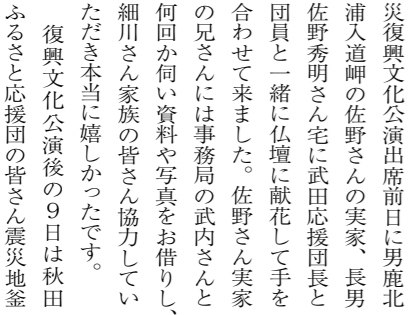 災復興文化公演出席前日に男鹿北
浦入道岬の佐野さんの実家、長男
佐野秀明さん宅に武田応援団長と
団員と一緒に仏壇に献花して手を
合わせて来ました。佐野さん実家
の兄さんには事務局の武内さんと
何回か伺い資料や写真をお借りし、
細川さん家族の皆さん協力してい
ただき本当に嬉しかったです。
　復興文化公演後の９日は秋田
ふるさと応援団の皆さん震災地釜